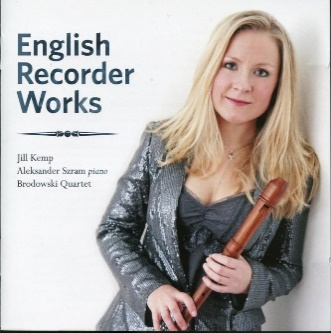 English
Recorder
Works
Jill Kemp
Aleksander Szram piano
Brodowski Quartet